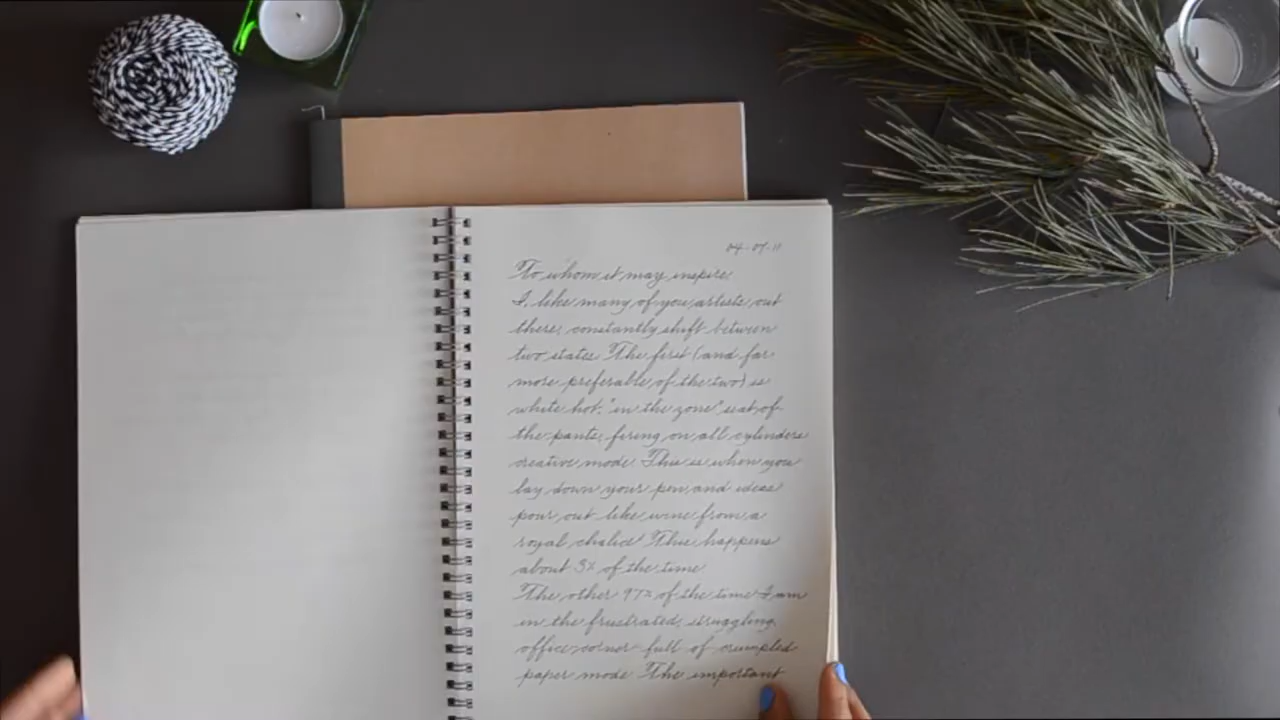 04-07-11
To whom it may inspire,
I, like many of you artists out
there, constantly shift between
two states. The first (and far
more preferable of the two) is
white hot, "in the zone" seat of
the pants, firing on all cylinders
creative mode. This is when you
lay down your pen and ideas
pour out like wine from a
royal chalice! This happens
about 3% of the time.
The other 97% of the time I am
in the frustrated, struggling,
office corner full of crumpled
paper mode. The important